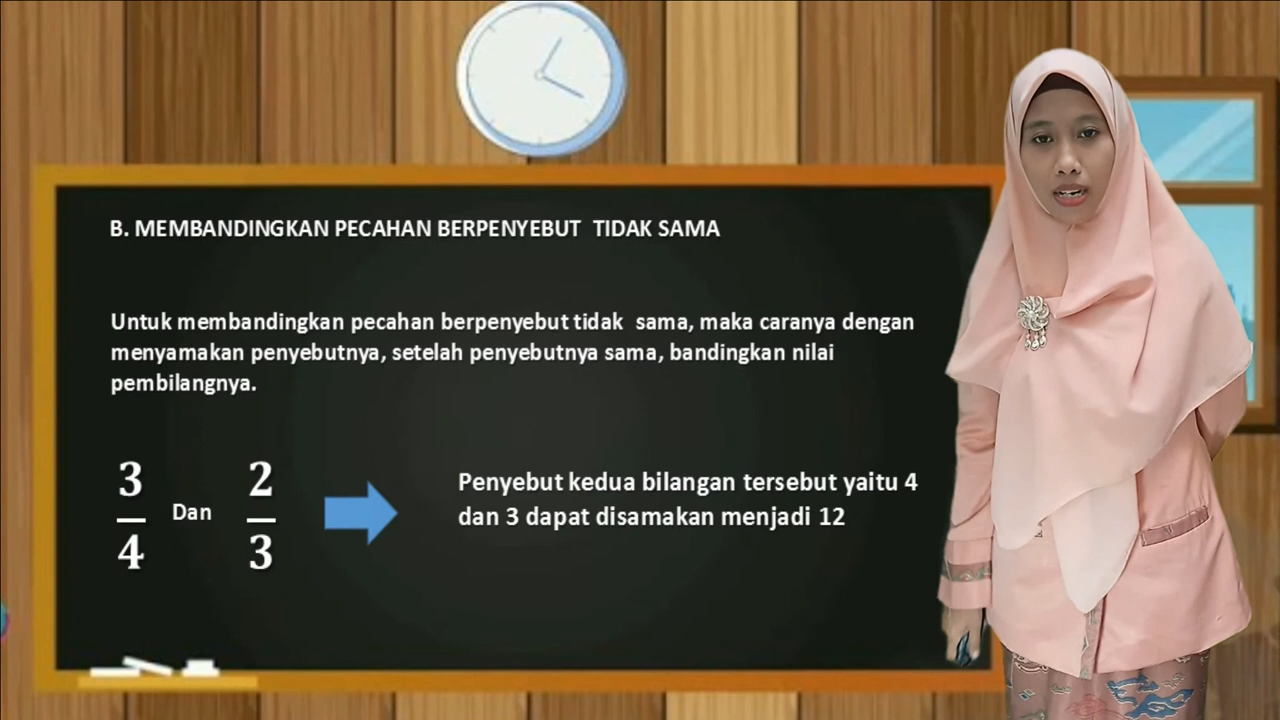 B. MEMBANDINGKAN PECAHAN BERPENYEBUT TIDAK SAMA
Untuk membandingkan pecahan berpenyebut tidak sama, maka caranya dengan
menyamakan penyebutnya, setelah penyebutnya sama, bandingkan nilai
pembilangnya.
3/4 Dan 2/3
Penyebut kedua bilangan tersebut yaitu 4
dan 3 dapat disamakan menjadi 12